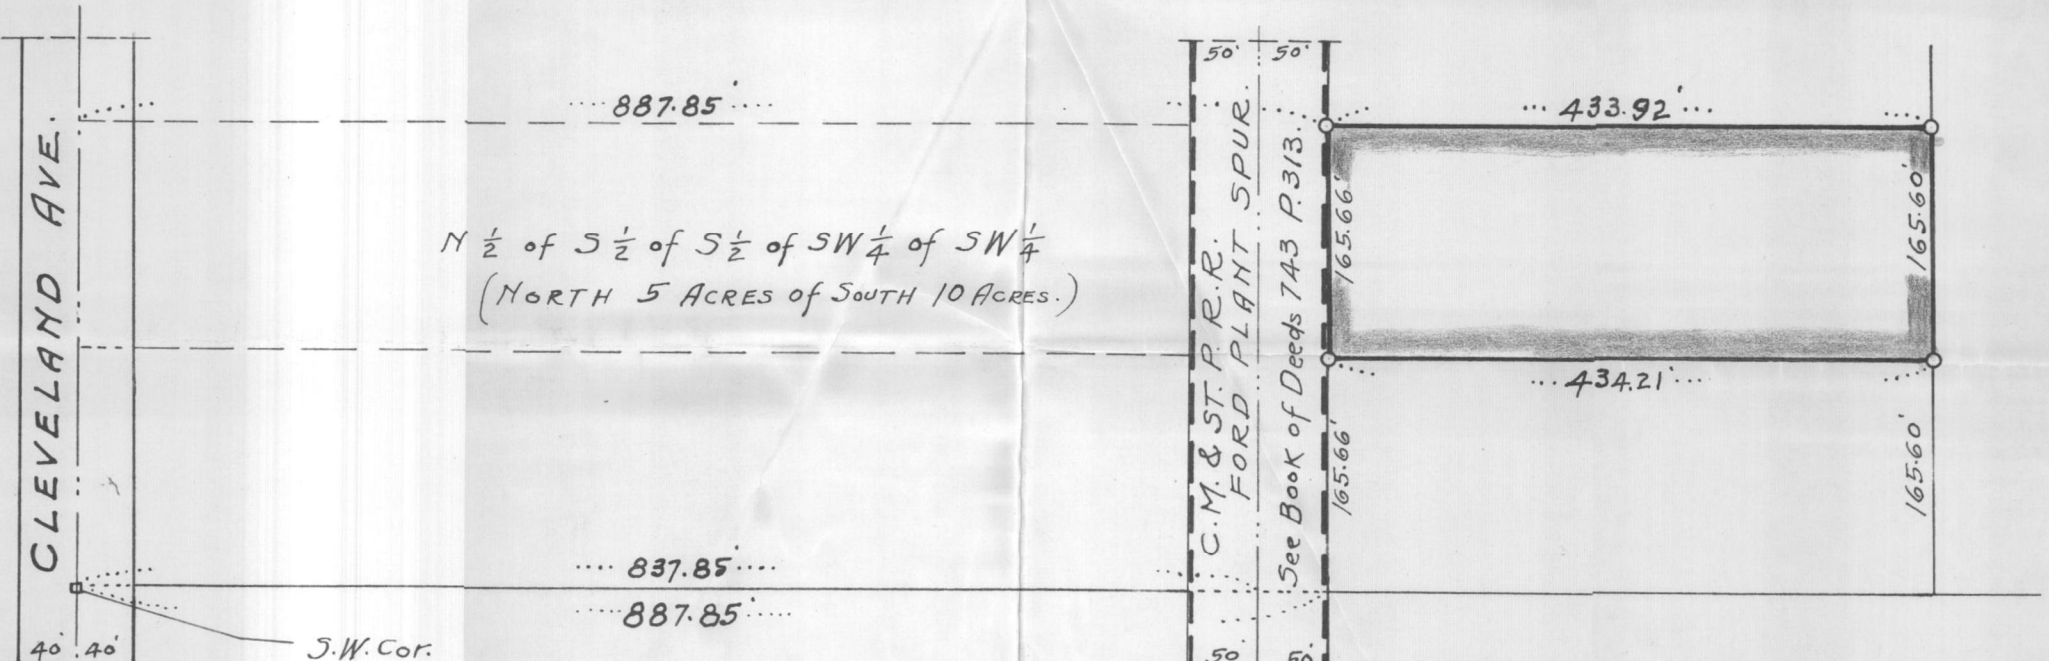 CLEVELAND AVE.
887.85'
N 1/2 of S 1/2 of S 1/2 of SW 1/4 of SW 1/4
(NORTH 5 ACRES of SOUTH 10 ACRES.)
837.85'
887.85'
40' 40'
S.W. Cor.
50' 50'
C.M. & ST P. R.R.
FORD PLANT SPUR.
See Book of Deeds 743 P. 313.
50 50'
433.92'
165.66'
165.60'
434.21'
165.66'
165.60'